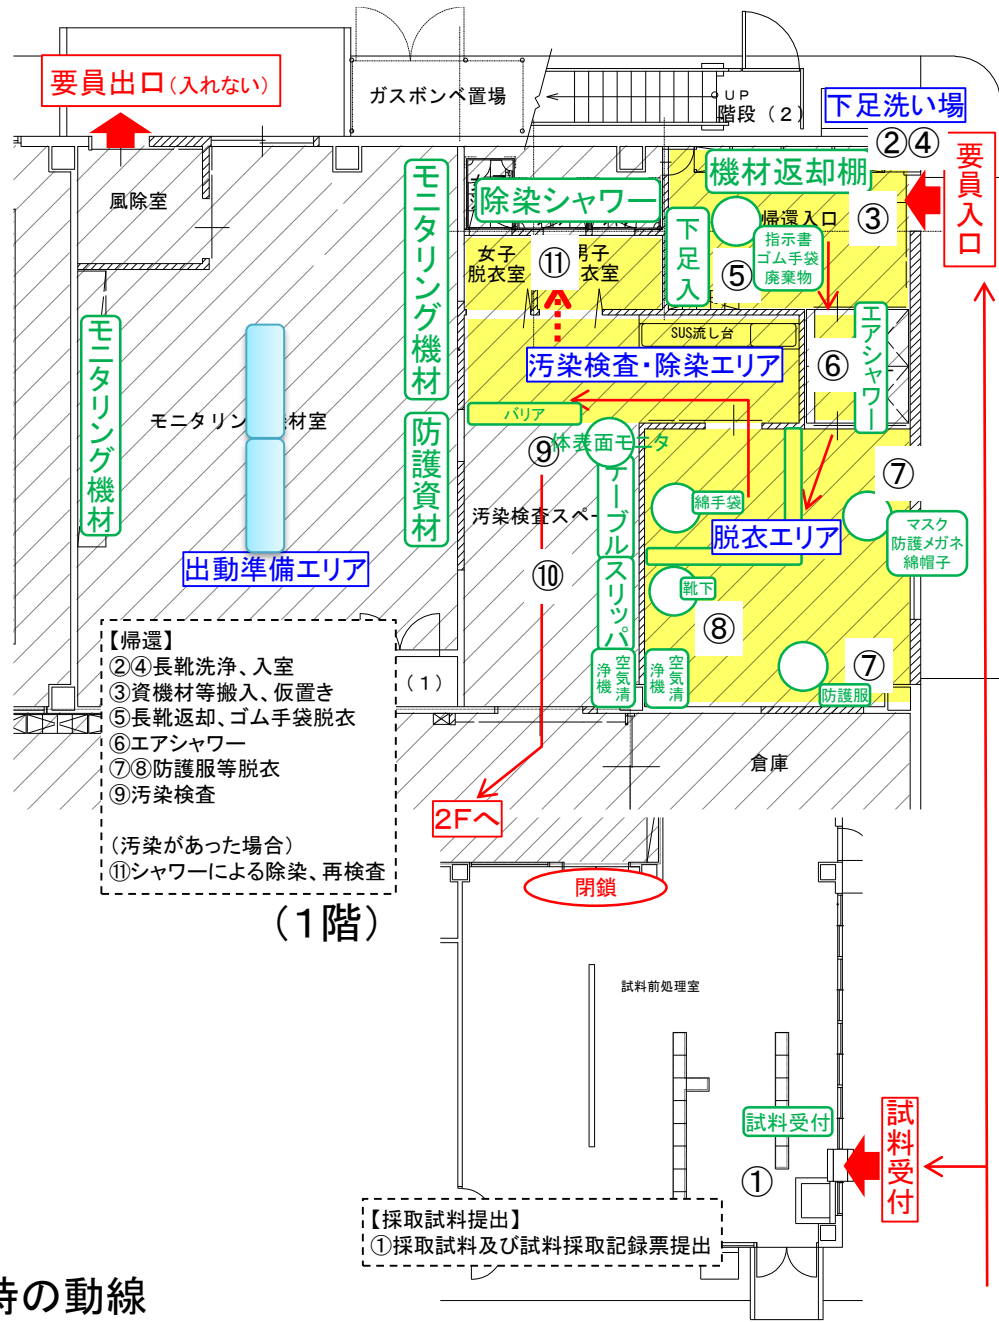 要員出口(入れない)
ガスボンベ置場
UP
階段(2)
下足洗い場
②④
要員入口
風除室
モニタリング機材
除染シャワー
機材返却棚
帰還入口
③
下足入
指示書
ゴム手袋
廃棄物
⑤
女子
脱衣室
⑪
男子
衣室
SUS流し台
エアシャワー
⑥
汚染検査・除染エリア
モニタリング機材
モニタリン
材室
防護資材
バリア
体表面モニタ
⑨
テーブル
綿手袋
⑦
マスク
防護メガネ
綿帽子
脱衣エリア
汚染検査スペー
出動準備エリア
⑩
スリッパ
靴下
⑧
空気清浄機
空気清浄機
⑦
防護服
(1)
【帰還】
②④長靴洗浄、入室
③資機材等搬入、仮置き
⑤長靴返却、ゴム手袋脱衣
⑥エアシャワー
⑦⑧防護服等脱衣
⑨汚染検査
(汚染があった場合)
⑪シャワーによる除染、再検査
倉庫
2Fへ
閉鎖
(1階)
試料前処理室
試料受付
試料受付
①
【採取試料提出】
①採取試料及び試料採取記録票提出
時の動線